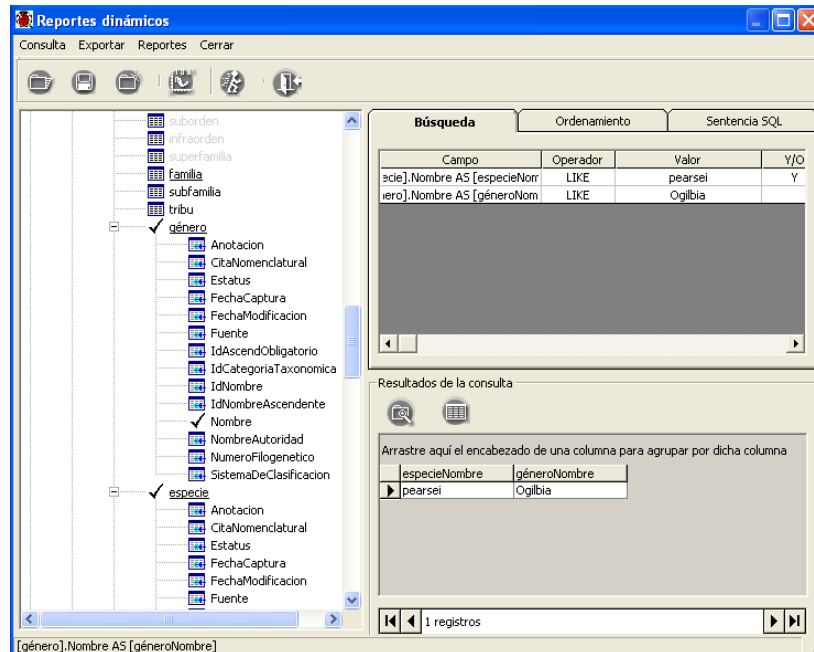 Reportes dinámicos
Consulta Exportar Reportes Cerrar
suborden
infraorden
superfamilia
familia
subfamilia
tribu
género
Anotacion
CitaNomenclatural
Estatus
FechaCaptura
FechaModificacion
Fuente
IdAscendObligatorio
IdCategoriaTaxonomica
IdNombre
IdNombreAscendente
Nombre
NombreAutoridad
NumeroFilogenetico
SistemaDeClasificacion
especie
Anotacion
CitaNomenclatural
Estatus
FechaCaptura
FechaModificacion
Fuente
Búsqueda Ordenamiento Sentencia SQL
Campo Operador Valor Y/O
ecie].Nombre AS [especieNom LIKE pearsei Y
nero].Nombre AS [géneroNom LIKE Ogilbia
Resultados de la consulta
Arrastre aquí el encabezado de una columna para agrupar por dicha columna
especieNombre géneroNombre
pearsei Ogilbia
1 registros
[género].Nombre AS [géneroNombre]